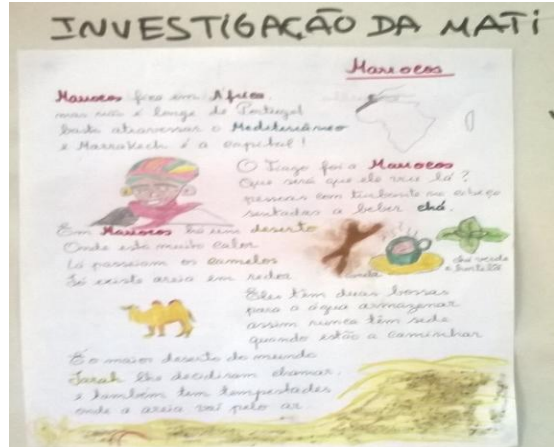 INVESTIGAÇÃO DA MATI
Marrocos
Marrocos fica em África,
mas não é longe de Portugal
basta atravessar o Mediterrâneo
e Marrakech é a capital!
O Tiago foi a Marrocos
Que será que ele viu lá?
pessoas com turbante na cabeça
sentadas a beber chá.
Em Marrocos há um deserto
Onde está muito calor
Lá passeiam os camelos
Só existe areia em redor
canela
chá verde
e hortelã
Eles têm duas bossas
para a água armazenar
assim nunca têm sede
quando estão a caminhar
É o maior deserto do mundo
Sarah lhe decidiram chamar,
e também tem tempestades
onde a areia vai pelo ar